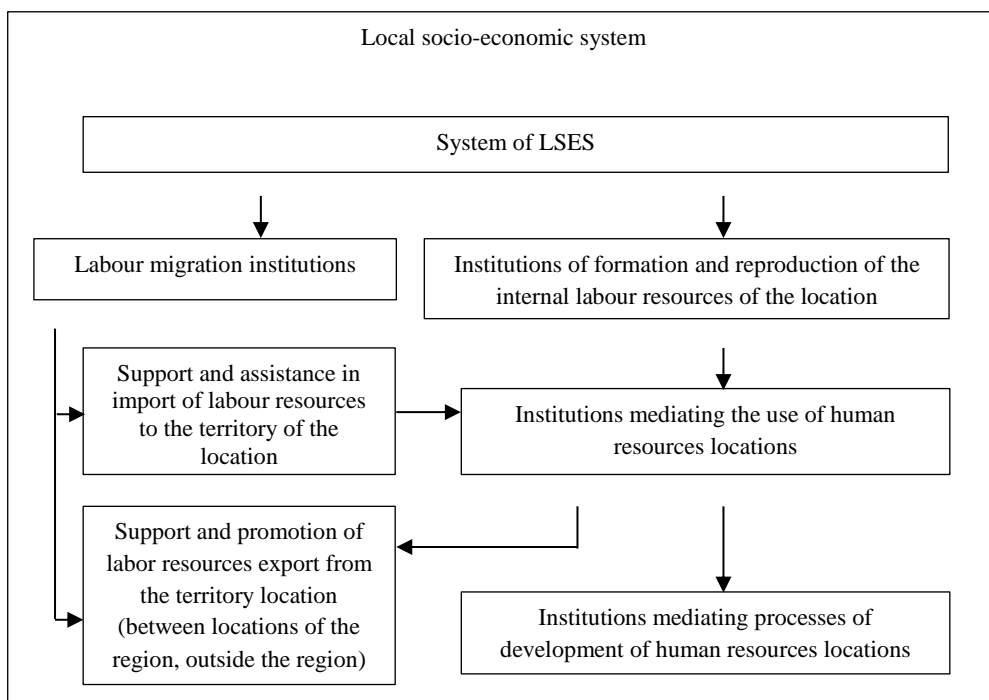 Local socio-economic system
System of LSES
Labour migration institutions
Institutions of formation and reproduction of the
internal labour resources of the location
Support and assistance in
import of labour resources
to the territory of the
location
Institutions mediating the use of human
resources locations
Support and promotion of
labor resources export from
the territory location
(between locations of the
region, outside the region)
Institutions mediating processes of
development of human resources locations